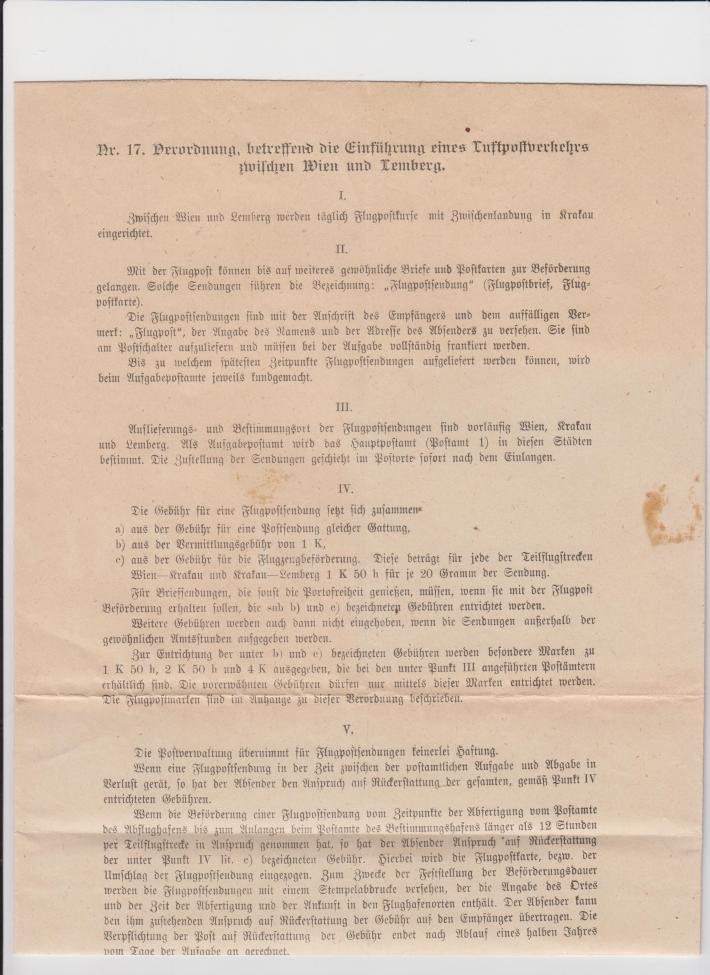 Nr. 17. Verordnung, betreffend die Einführung eines Luftpostverkehrs
zwischen Wien und Lemberg.
I.
Zwischen Wien und Lemberg werden täglich Flugpostkurse mit Zwischenlandung in Krakau
eingerichtet.
II.
Mit der Flugpost können bis auf weiteres gewöhnliche Briefe und Postkarten zur Beförderung
gelangen. Solche Sendungen führen die Bezeichnung: „Flugpostsendung“ (Flugpostbrief, Flug-
postkarte).
Die Flugpostsendungen sind mit der Anschrift des Empfängers und dem auffälligen Ver-
merk: „Flugpost“, der Angabe des Namens und der Adresse des Absenders zu versehen. Sie sind
am Postschalter aufzuliefern und müssen bei der Aufgabe vollständig frankiert werden.
Bis zu welchem spätesten Zeitpunkte Flugpostsendungen aufgeliefert werden können, wird
beim Aufgabepostamte jeweils kundgemacht.
III.
Auflieferungs- und Bestimmungsort der Flugpostsendungen sind vorläufig Wien, Krakau
und Lemberg. Als Aufgabepostamt wird das Hauptpostamt (Postamt 1) in diesen Städten
bestimmt. Die Zustellung der Sendungen geschieht im Postorte sofort nach dem Einlangen.
IV.
Die Gebühr für eine Flugpostsendung setzt sich zusammen
a) aus der Gebühr für eine Postsendung gleicher Gattung,
b) aus der Vermittlungsgebühr von 1 K,
c) aus der Gebühr für die Flugzeugbeförderung. Diese beträgt für jede der Teilflugstrecken
Wien—Krakau und Krakau—Lemberg 1 K 50 h für je 20 Gramm der Sendung.
Für Briefsendungen, die sonst die Portofreiheit genießen, müssen, wenn sie mit der Flugpost
Beförderung erhalten sollen, die sub b) und c) bezeichneten Gebühren entrichtet werden.
Weitere Gebühren werden auch dann nicht eingehoben, wenn die Sendungen außerhalb der
gewöhnlichen Amtsstunden aufgegeben werden.
Zur Entrichtung der unter b) und c) bezeichneten Gebühren werden besondere Marken zu
1 K 50 h, 2 K 50 h und 4 K ausgegeben, die bei den unter Punkt III angeführten Postämtern
erhältlich sind. Die vorerwähnten Gebühren dürfen nur mittels dieser Marken entrichtet werden.
Die Flugpostmarken sind im Anhange zu dieser Verordnung beschrieben.
V.
Die Postverwaltung übernimmt für Flugpostsendungen keinerlei Haftung.
Wenn eine Flugpostsendung in der Zeit zwischen der postamtlichen Aufgabe und Abgabe in
Verlust gerät, so hat der Absender den Anspruch auf Rückerstattung der gesamten, gemäß Punkt IV
entrichteten Gebühren.
Wenn die Beförderung einer Flugpostsendung vom Zeitpunkte der Abfertigung vom Postamte
des Abflughafens bis zum Anlangen beim Postamte des Bestimmungshafens länger als 12 Stunden
per Teilflugstrecke in Anspruch genommen hat, so hat der Absender Anspruch auf Rückerstattung
der unter Punkt IV lit. c) bezeichneten Gebühr. Hierbei wird die Flugpostkarte, bezw. der
Umschlag der Flugpostsendung eingezogen. Zum Zwecke der Feststellung der Beförderungsdauer
werden die Flugpostsendungen mit einem Stempelabdrucke versehen, der die Angabe des Ortes
und der Zeit der Abfertigung und der Ankunft in den Flughafenorten enthält. Der Absender kann
den ihm zustehenden Anspruch auf Rückerstattung der Gebühr auf den Empfänger übertragen. Die
Verpflichtung der Post auf Rückerstattung der Gebühr endet nach Ablauf eines halben Jahres
vom Tage der Aufgabe an gerechnet.